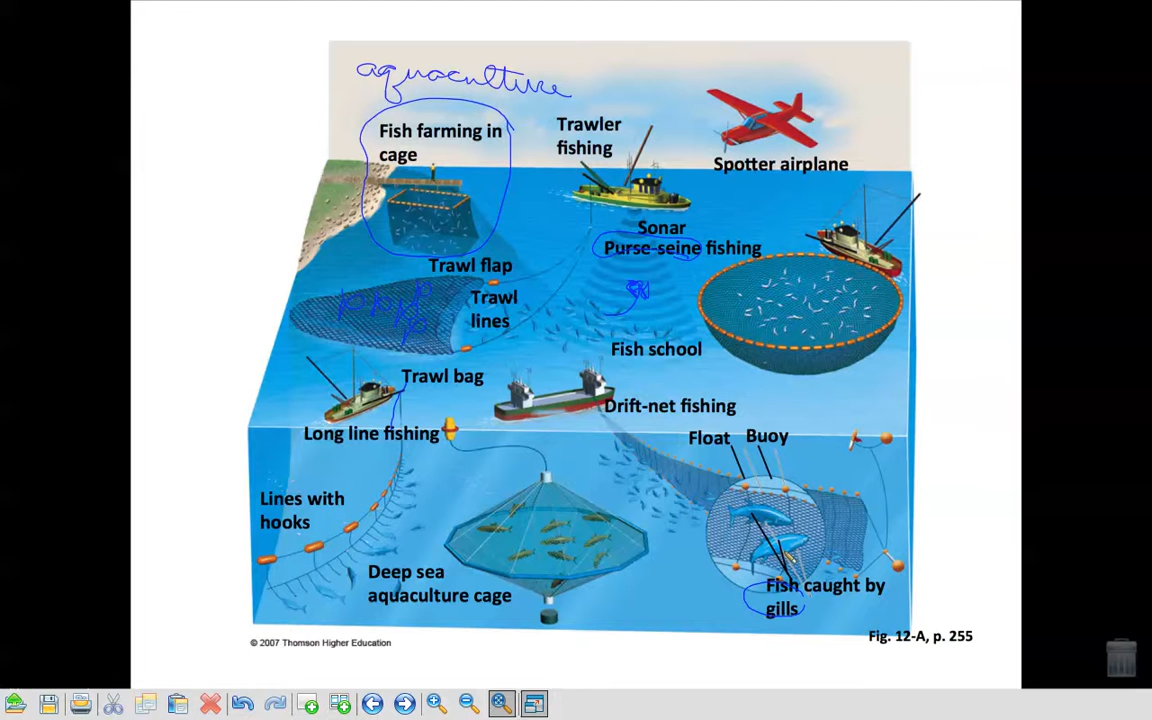 aquaculture
Fish farming in
cage
Trawler
fishing
Spotter airplane
Sonar
Purse-seine fishing
Trawl flap
Trawl
lines
Fish school
Trawl bag
Drift-net fishing
Long line fishing
Float
Buoy
Lines with
hooks
Deep sea
aquaculture cage
Fish caught by
gills
Fig. 12-A, p. 255
© 2007 Thomson Higher Education